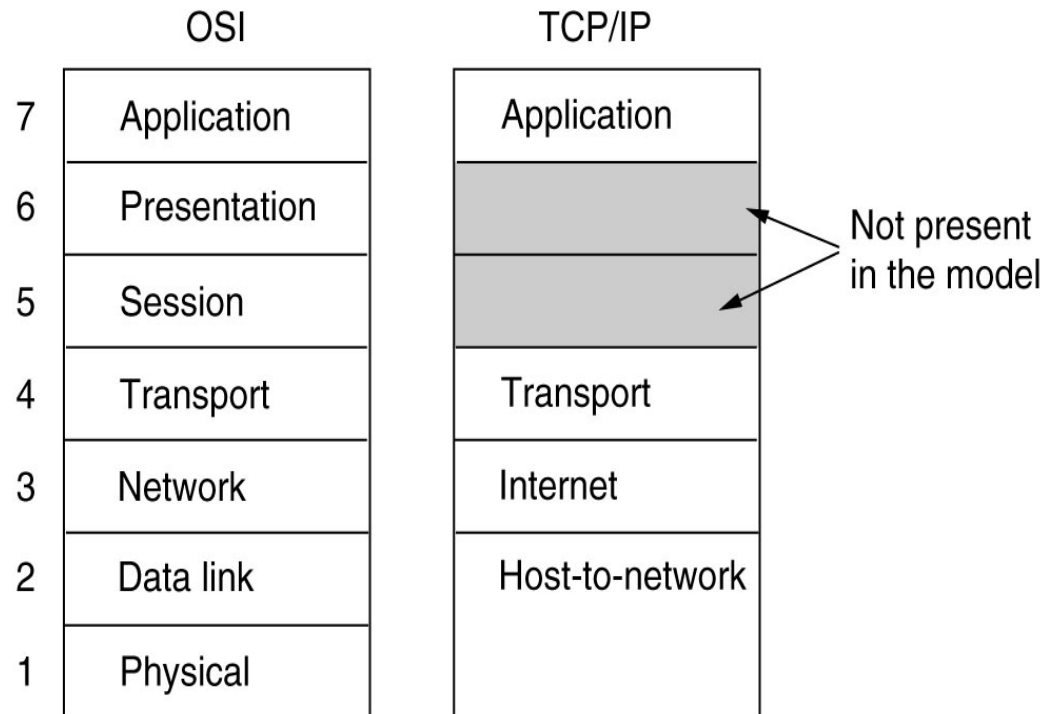 OSI TCP/IP
7 Application Application
6 Presentation
Not present
in the model
5 Session
4 Transport Transport
3 Network Internet
2 Data link Host-to-network
1 Physical